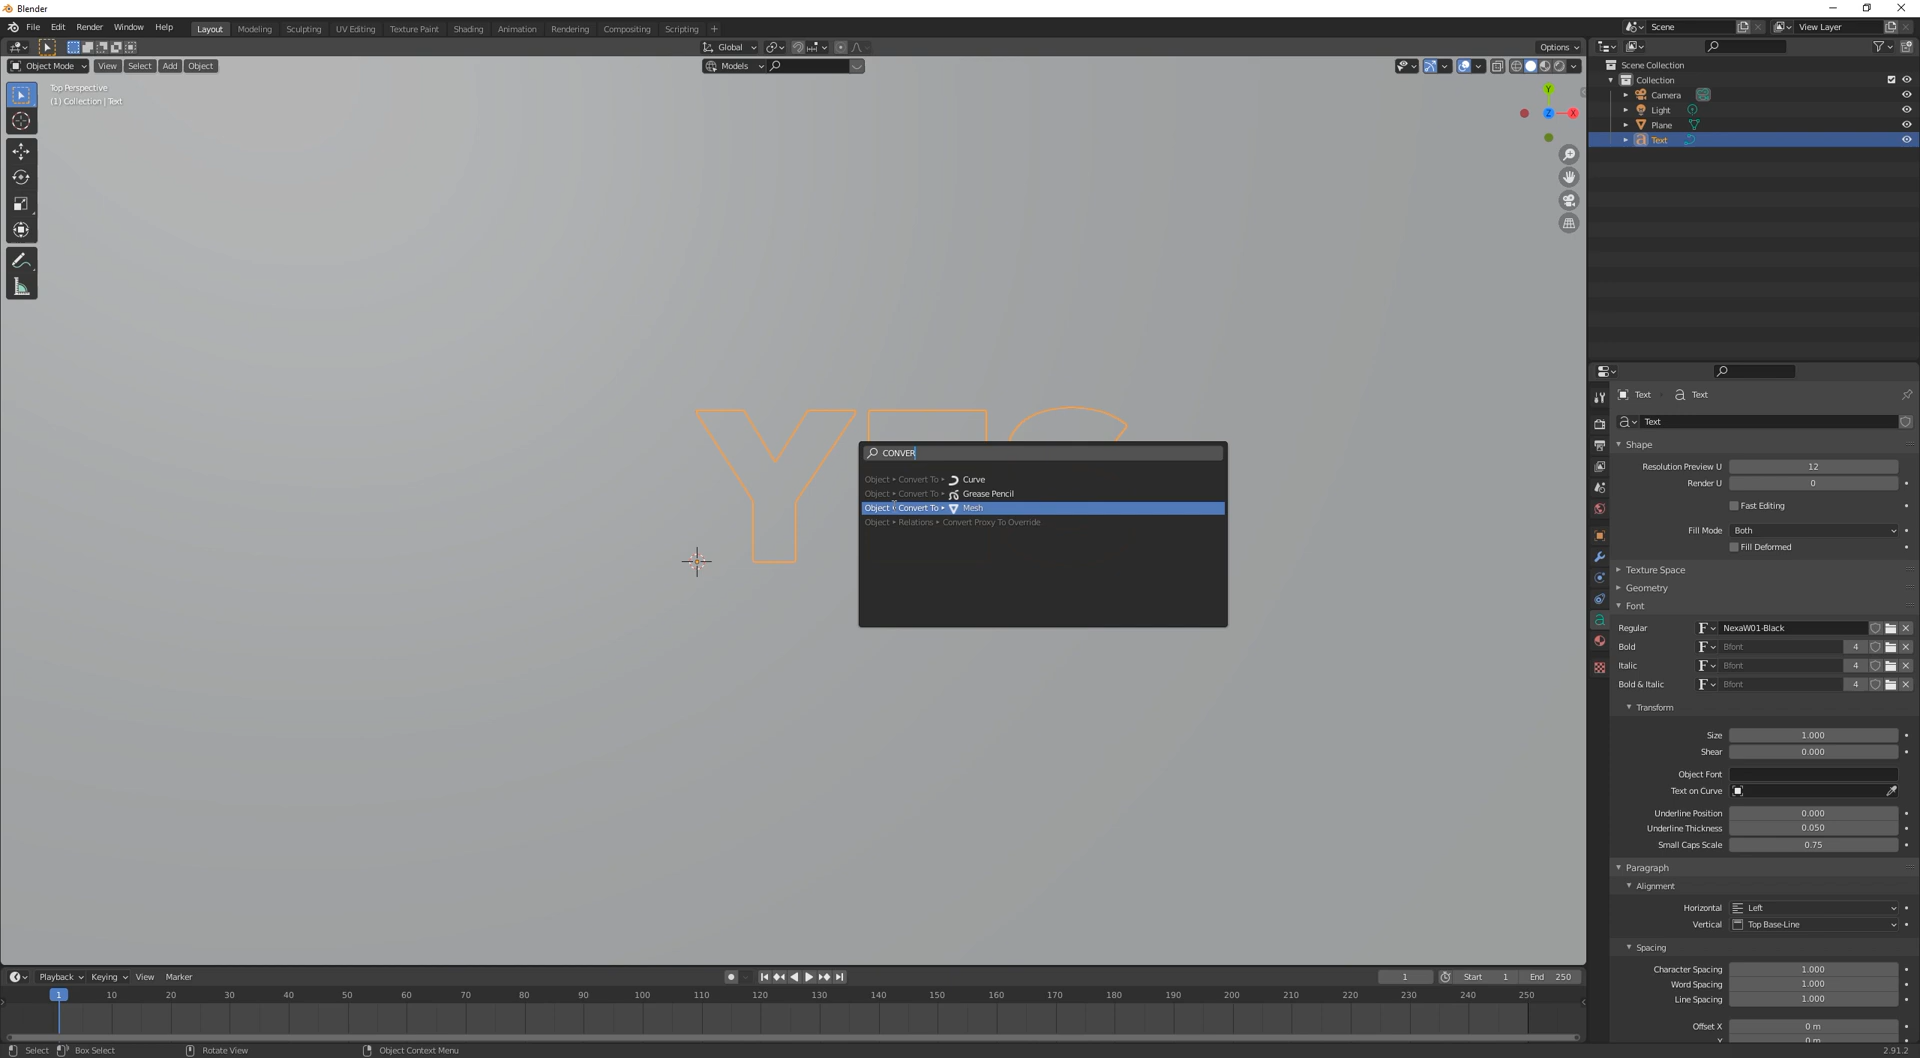 Blender
File Edit Render Window Help
Layout Modeling Sculpting UV Editing Texture Paint Shading Animation Rendering Compositing Scripting +
Scene
View Layer
Global
Options
Object Mode View Select Add Object
Models
Top Perspective
(1) Collection | Text
Y
X
Z
Scene Collection
Collection
Camera
Light
Plane
Text
CONVER
Object Convert To Curve
Object Convert To Grease Pencil
Object Convert To Mesh
Object Relations Convert Proxy To Override
Text Text
Text
Shape
Resolution Preview U 12
Render U 0
Fast Editing
Fill Mode Both
Fill Deformed
Texture Space
Geometry
Font
Regular F NexaW01-Black
Bold F Bfont 4
Italic F Bfont 4
Bold & Italic F Bfont 4
Transform
Size 1.000
Shear 0.000
Object Font
Text on Curve
Underline Position 0.000
Underline Thickness 0.050
Small Caps Scale 0.75
Paragraph
Alignment
Horizontal Left
Vertical Top Base-Line
Spacing
Character Spacing 1.000
Word Spacing 1.000
Line Spacing 1.000
Offset X 0 m
Playback Keying View Marker
1 Start 1 End 250
1 10 20 30 40 50 60 70 80 90 100 110 120 130 140 150 160 170 180 190 200 210 220 230 240 250
Select Box Select Rotate View Object Context Menu
2.91.2